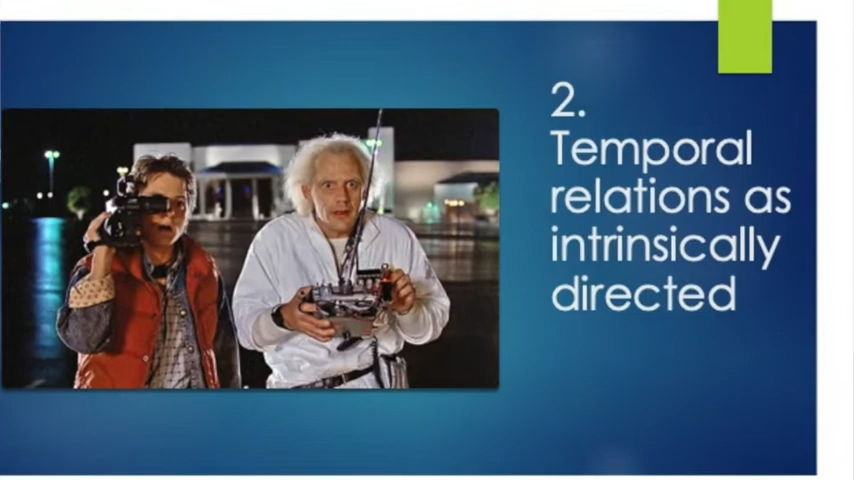 2.
Temporal
relations as
intrinsically
directed